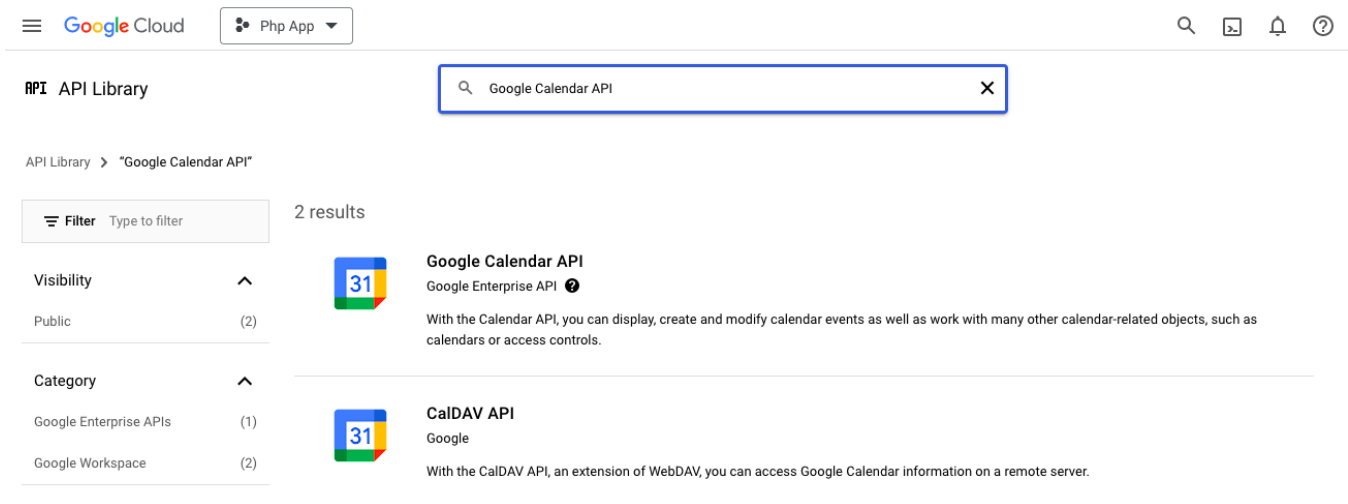 Google Cloud
Php App
API API Library
Google Calendar API
API Library “Google Calendar API”
Filter Type to filter
2 results
Visibility
Public (2)
Category
Google Enterprise APIs (1)
Google Workspace (2)
31
Google Calendar API
Google Enterprise API
With the Calendar API, you can display, create and modify calendar events as well as work with many other calendar-related objects, such as
calendars or access controls.
31
CalDAV API
Google
With the CalDAV API, an extension of WebDAV, you can access Google Calendar information on a remote server.